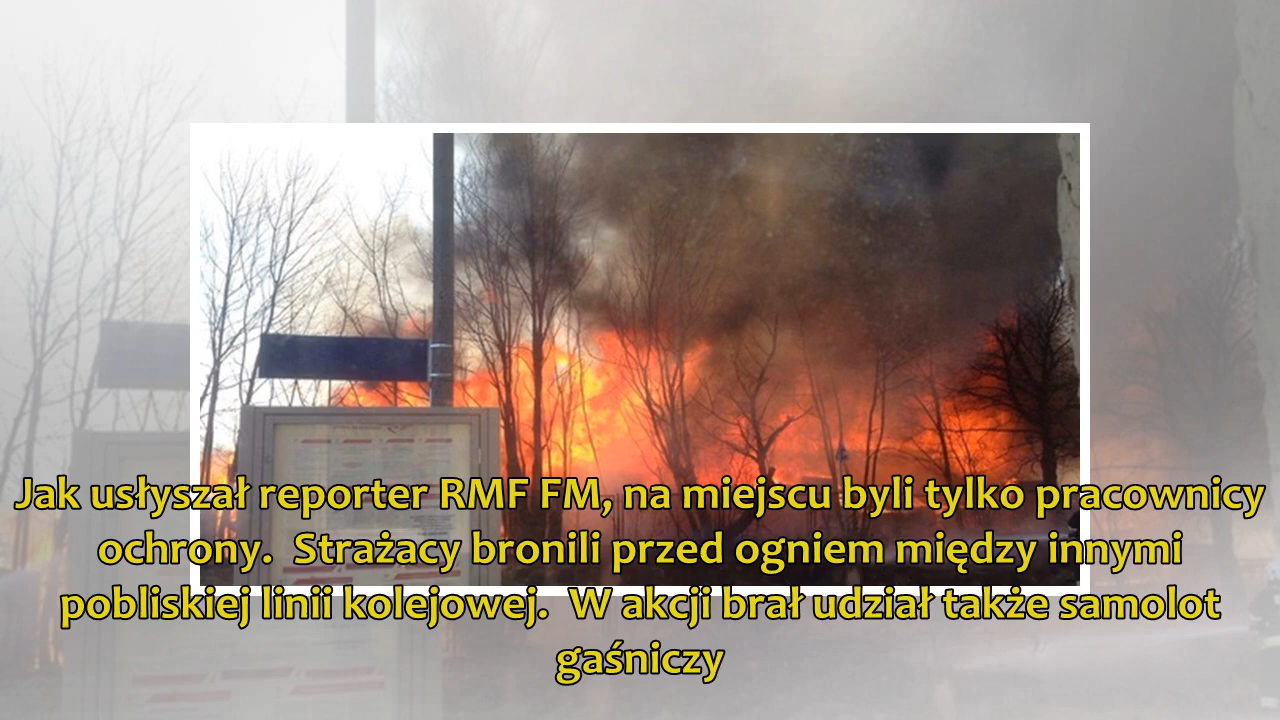 Jak usłyszał reporter RMF FM, na miejscu byli tylko pracownicy
ochrony. Strażacy bronili przed ogniem między innymi
pobliskiej linii kolejowej. W akcji brał udział także samolot
gaśniczy